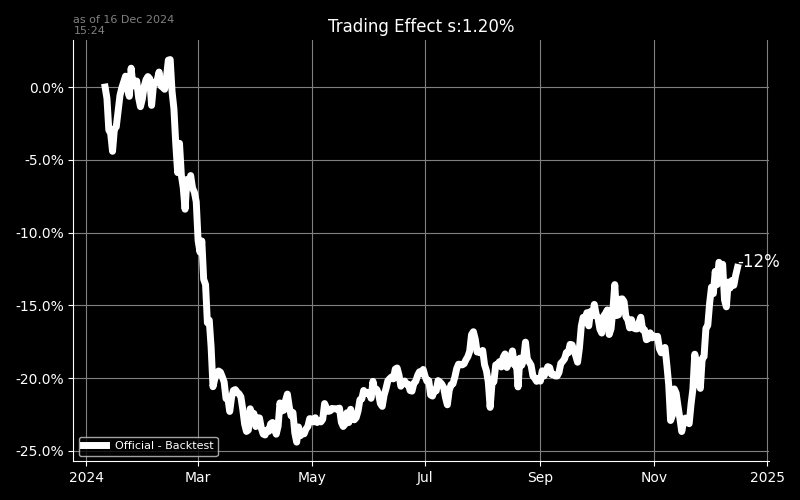 as of 16 Dec 2024
15:24
Trading Effect s:1.20%
0.0%
-5.0%
-10.0%
-12%
-15.0%
-20.0%
-25.0%
Official - Backtest
2024 Mar May Jul Sep Nov 2025